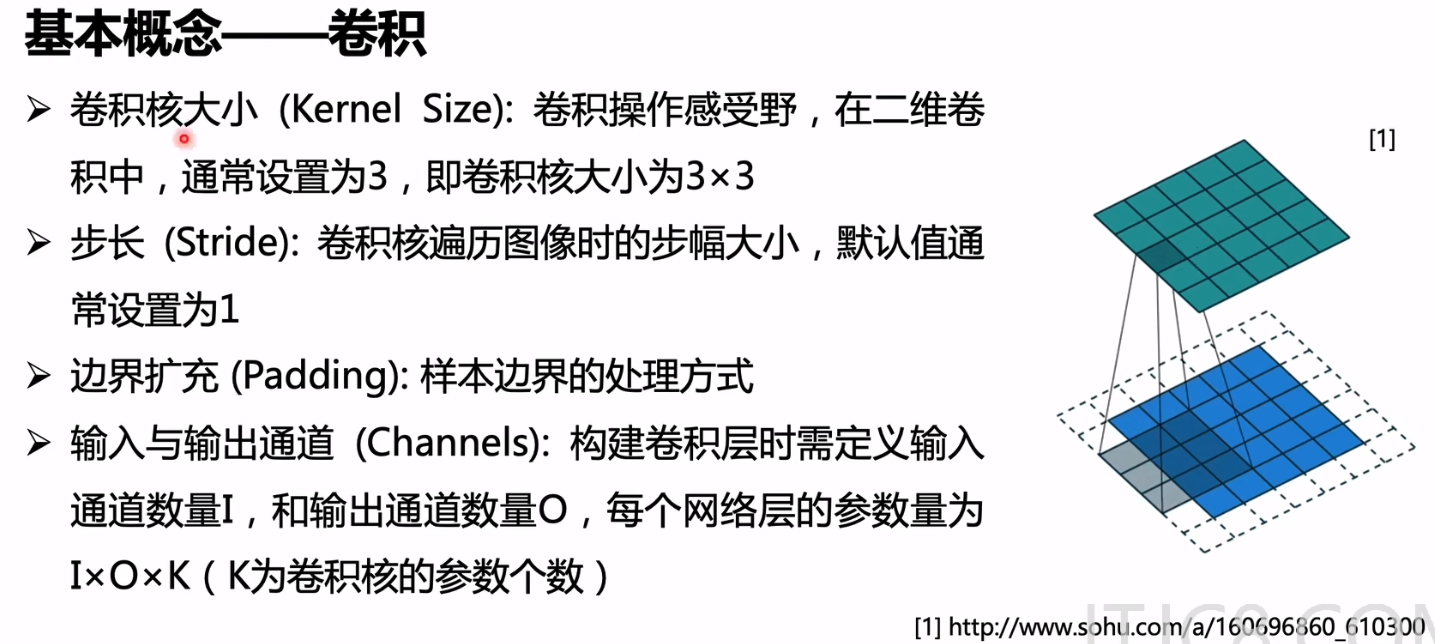 基本概念——卷积
➢ 卷积核大小 (Kernel Size): 卷积操作感受野，在二维卷
积中，通常设置为3，即卷积核大小为3×3
➢ 步长 (Stride): 卷积核遍历图像时的步幅大小，默认值通
常设置为1
➢ 边界扩充 (Padding): 样本边界的处理方式
➢ 输入与输出通道 (Channels): 构建卷积层时需定义输入
通道数量I，和输出通道数量O，每个网络层的参数量为
I×O×K（K为卷积核的参数个数）
[1]
[1] http://www.sohu.com/a/160696860_610300